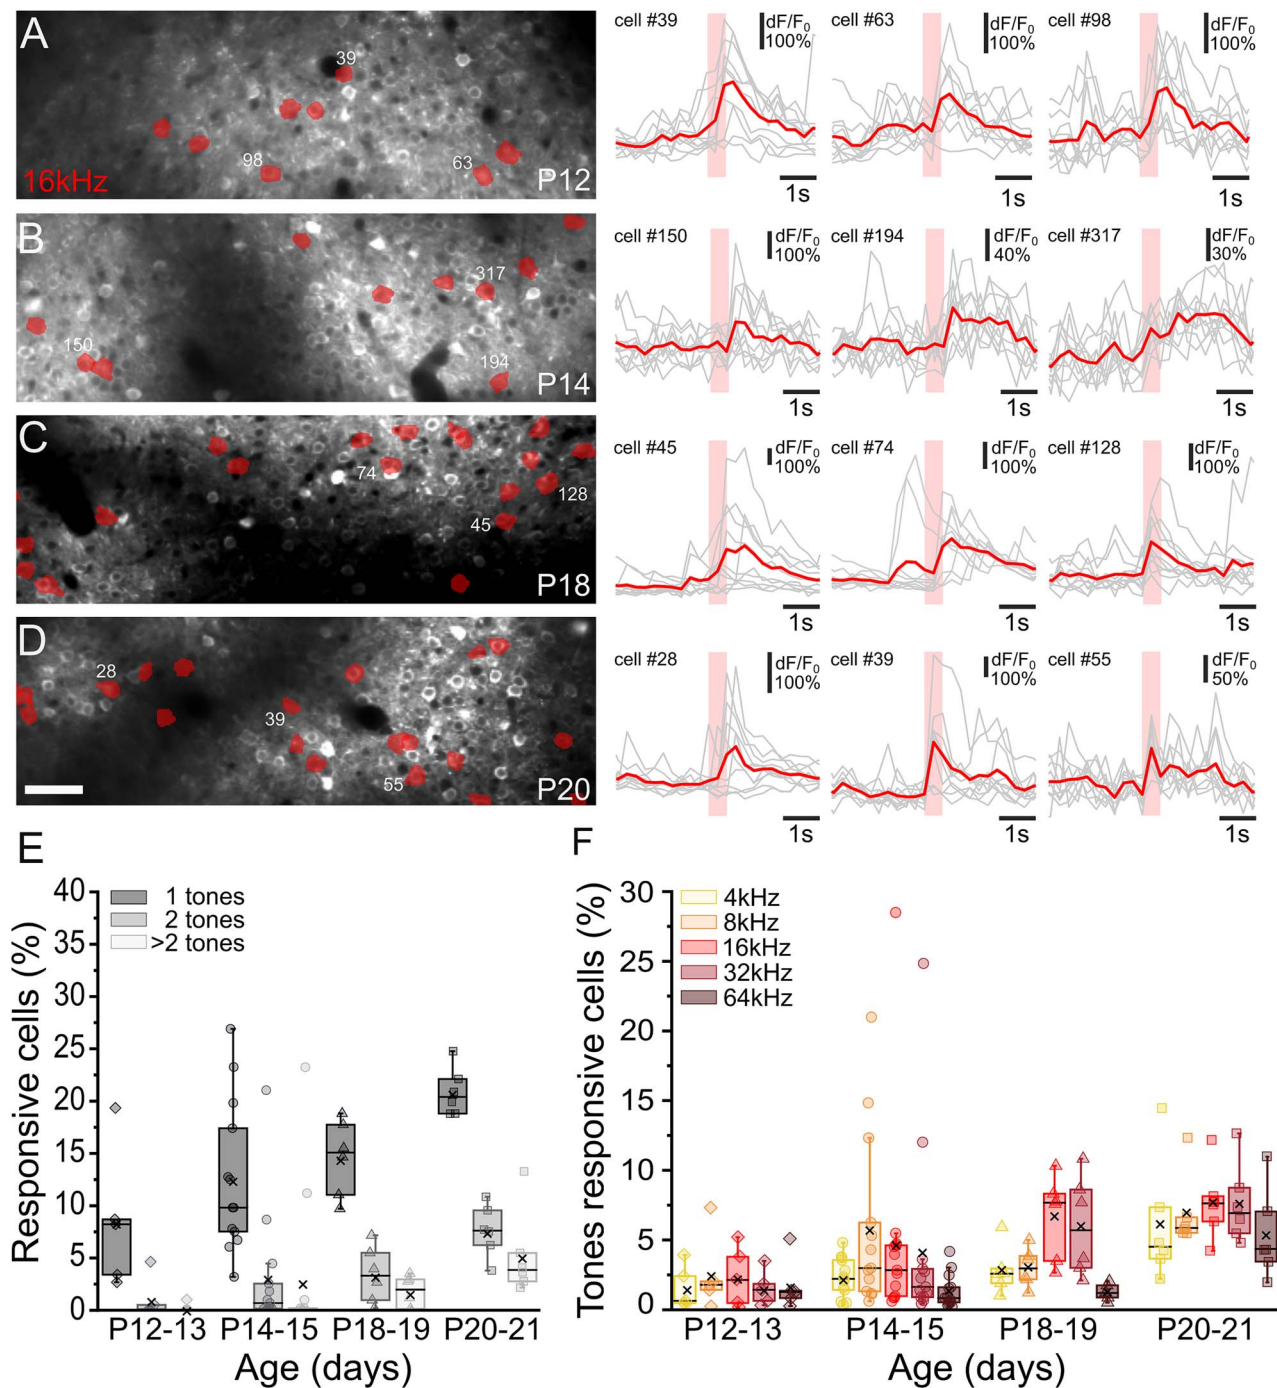 A
39
98
63
16kHz
P12
cell #39
dF/F0
100%
1s
cell #63
dF/F0
100%
1s
cell #98
dF/F0
100%
1s
B
317
150
194
P14
cell #150
dF/F0
100%
1s
cell #194
dF/F0
40%
1s
cell #317
dF/F0
30%
1s
C
74
128
45
P18
cell #45
dF/F0
100%
1s
cell #74
dF/F0
100%
1s
cell #128
dF/F0
100%
1s
D
28
39
55
P20
cell #28
dF/F0
100%
1s
cell #39
dF/F0
100%
1s
cell #55
dF/F0
50%
1s
E
Responsive cells (%)
40
35
30
25
20
15
10
5
0
1 tones
2 tones
>2 tones
P12-13 P14-15 P18-19 P20-21
Age (days)
F
Tones responsive cells (%)
30
25
20
15
10
5
0
4kHz
8kHz
16kHz
32kHz
64kHz
P12-13 P14-15 P18-19 P20-21
Age (days)